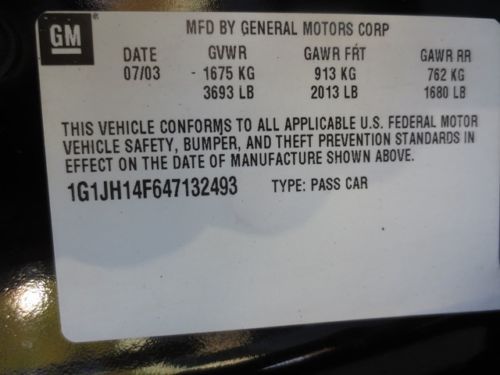 GM
MFD BY GENERAL MOTORS CORP
DATE GVWR GAWR FRT GAWR RR
07/03 1675 KG 913 KG 762 KG
3693 LB 2013 LB 1680 LB
THIS VEHICLE CONFORMS TO ALL APPLICABLE U.S. FEDERAL MOTOR
VEHICLE SAFETY, BUMPER, AND THEFT PREVENTION STANDARDS IN
EFFECT ON THE DATE OF MANUFACTURE SHOWN ABOVE.
1G1JH14F647132493 TYPE: PASS CAR